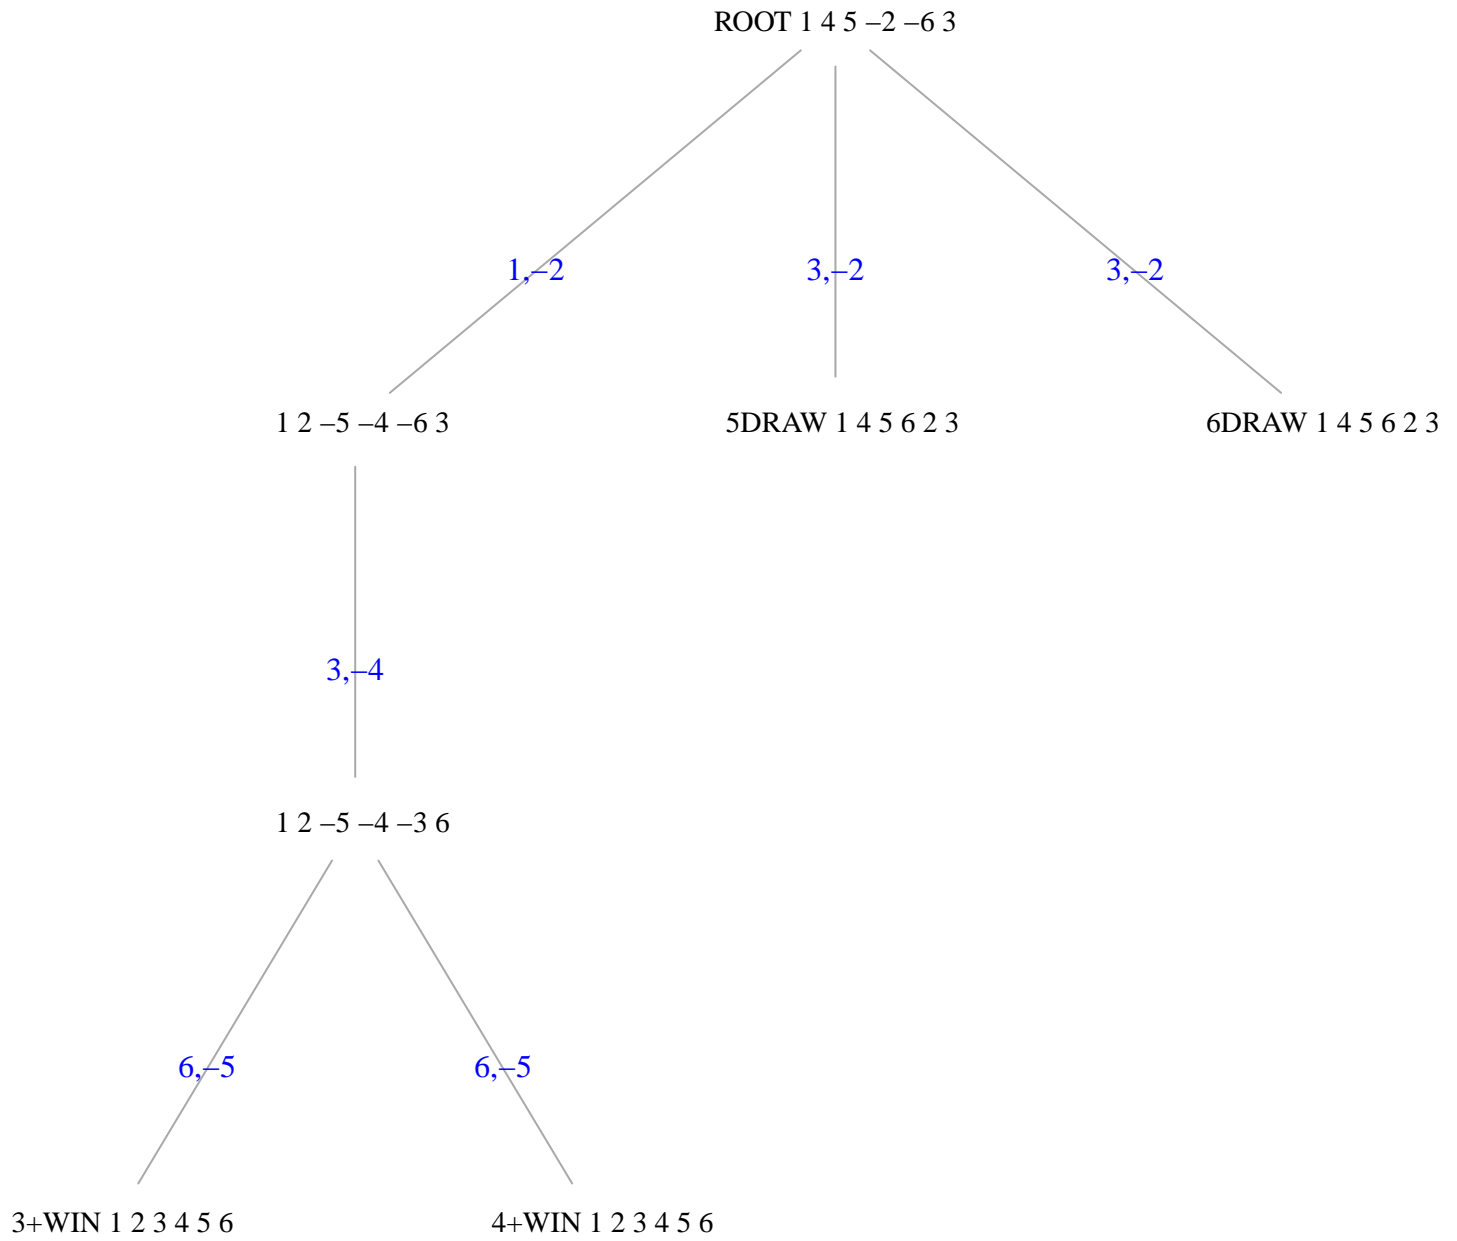 ROOT 1 4 5 –2 –6 3
1,–2
3,–2
3,–2
1 2 –5 –4 –6 3
5DRAW 1 4 5 6 2 3
6DRAW 1 4 5 6 2 3
3,–4
1 2 –5 –4 –3 6
6,–5
6,–5
3+WIN 1 2 3 4 5 6
4+WIN 1 2 3 4 5 6